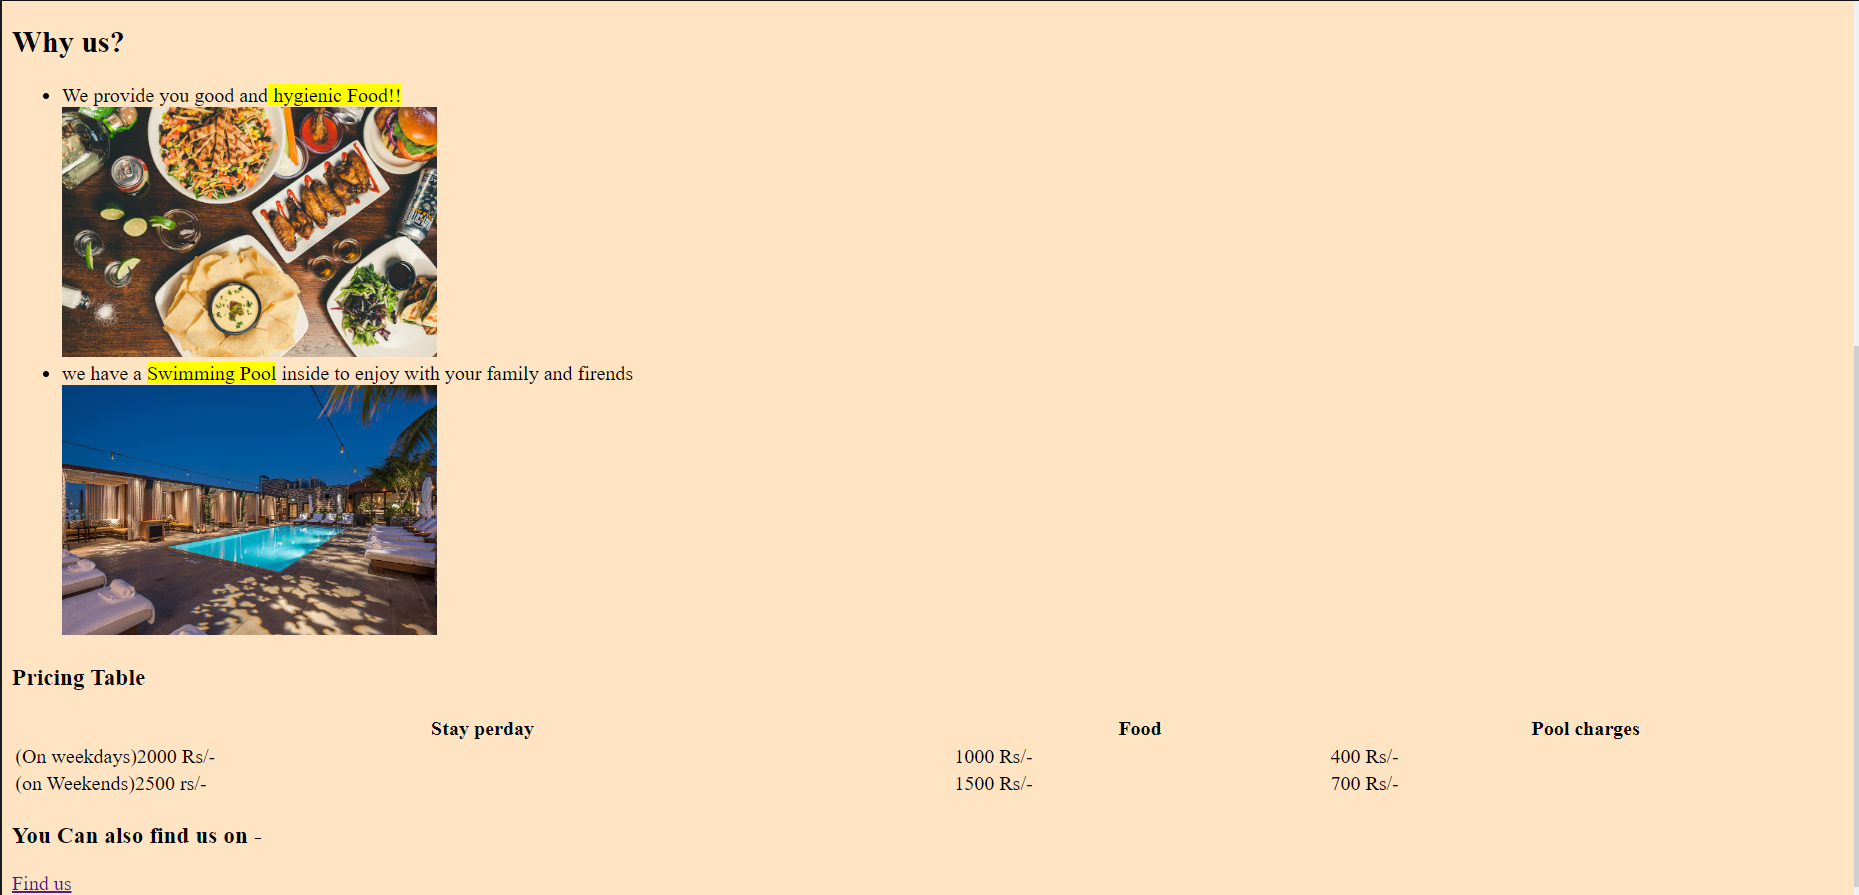 Why us?
We provide you good and hygienic Food!!
we have a Swimming Pool inside to enjoy with your family and firends
Pricing Table
Stay perday Food Pool charges
(On weekdays)2000 Rs/- 1000 Rs/- 400 Rs/-
(on Weekends)2500 rs/- 1500 Rs/- 700 Rs/-
You Can also find us on -
Find us